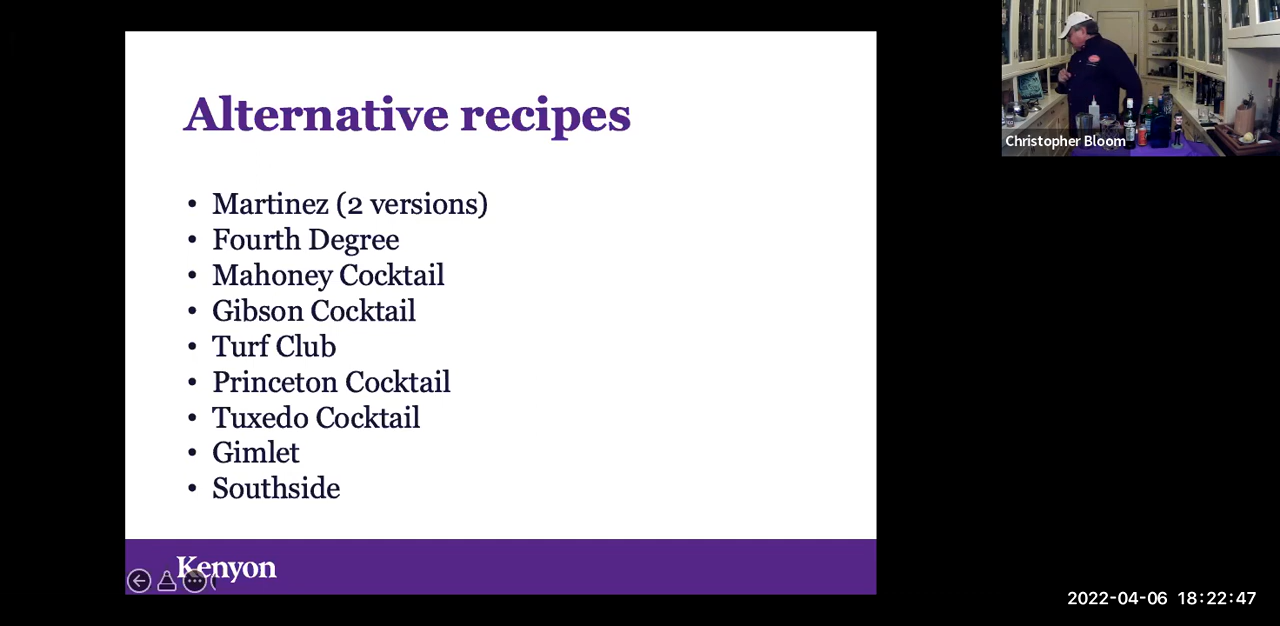 Alternative recipes
• Martinez (2 versions)
• Fourth Degree
• Mahoney Cocktail
• Gibson Cocktail
• Turf Club
• Princeton Cocktail
• Tuxedo Cocktail
• Gimlet
• Southside
Kenyon
Christopher Bloom
2022-04-06 18:22:47